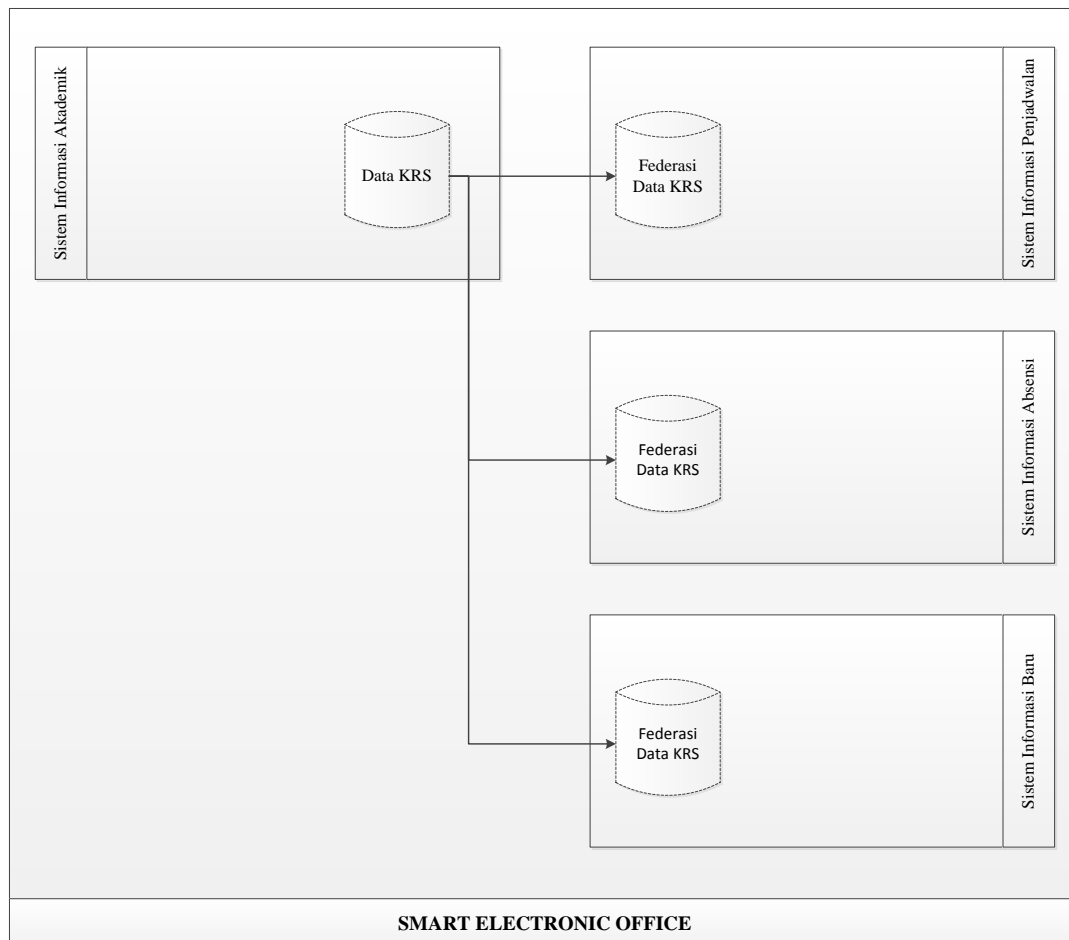 Sistem Informasi Akademik
Data KRS
Federasi
Data KRS
Sistem Informasi Penjadwalan
Federasi
Data KRS
Sistem Informasi Absensi
Federasi
Data KRS
Sistem Informasi Baru
SMART ELECTRONIC OFFICE